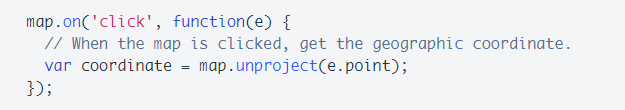 map.on('click', function(e) {
  // When the map is clicked, get the geographic coordinate.
  var coordinate = map.unproject(e.point);
});